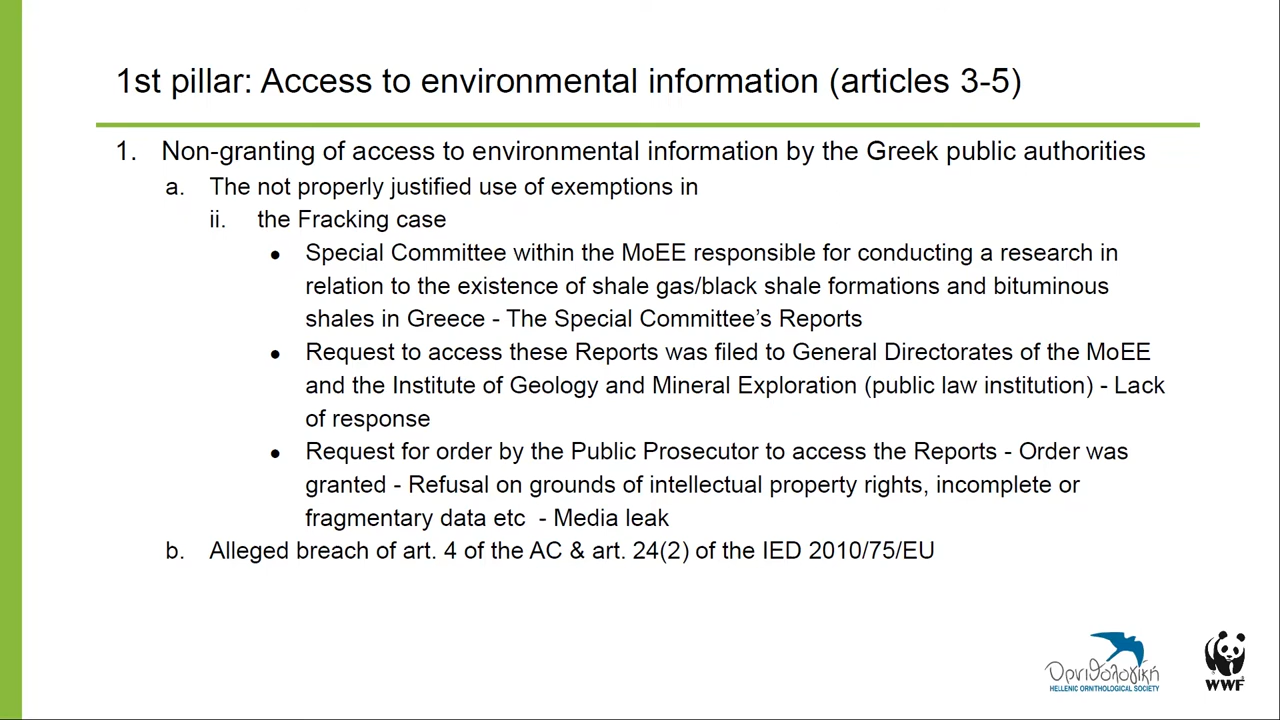 1st pillar: Access to environmental information (articles 3-5)
1. Non-granting of access to environmental information by the Greek public authorities
a. The not properly justified use of exemptions in
ii. the Fracking case
● Special Committee within the MoEE responsible for conducting a research in
relation to the existence of shale gas/black shale formations and bituminous
shales in Greece - The Special Committee’s Reports
● Request to access these Reports was filed to General Directorates of the MoEE
and the Institute of Geology and Mineral Exploration (public law institution) - Lack
of response
● Request for order by the Public Prosecutor to access the Reports - Order was
granted - Refusal on grounds of intellectual property rights, incomplete or
fragmentary data etc  - Media leak
b. Alleged breach of art. 4 of the AC & art. 24(2) of the IED 2010/75/EU
Ορνιθολογική
HELLENIC ORNITHOLOGICAL SOCIETY
WWF